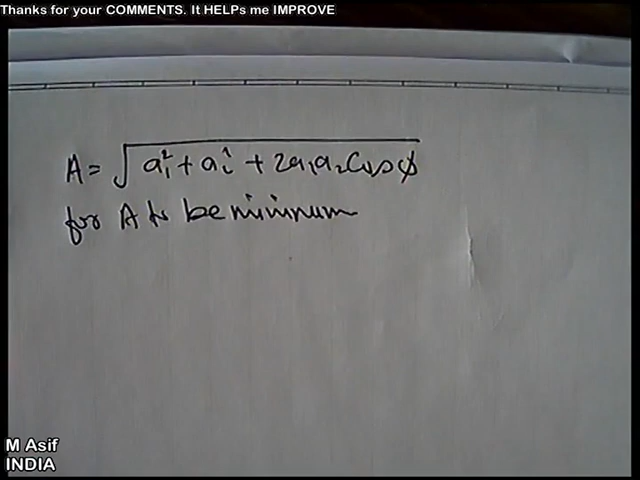 Thanks for your COMMENTS. It HELPs me IMPROVE
A = √a₁² + a₂² + 2a₁a₂Cosϕ
for A to be minimum
M Asif
INDIA